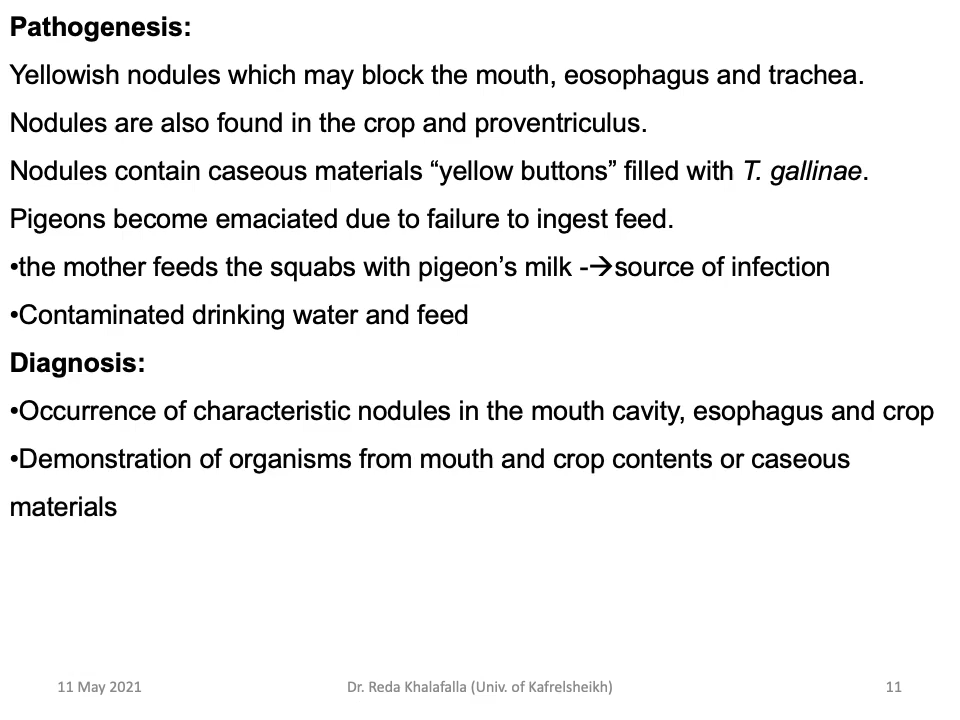 Pathogenesis:
Yellowish nodules which may block the mouth, eosophagus and trachea.
Nodules are also found in the crop and proventriculus.
Nodules contain caseous materials “yellow buttons” filled with T. gallinae.
Pigeons become emaciated due to failure to ingest feed.
•the mother feeds the squabs with pigeon’s milk -→source of infection
•Contaminated drinking water and feed
Diagnosis:
•Occurrence of characteristic nodules in the mouth cavity, esophagus and crop
•Demonstration of organisms from mouth and crop contents or caseous
materials
11 May 2021
Dr. Reda Khalafalla (Univ. of Kafrelsheikh)
11